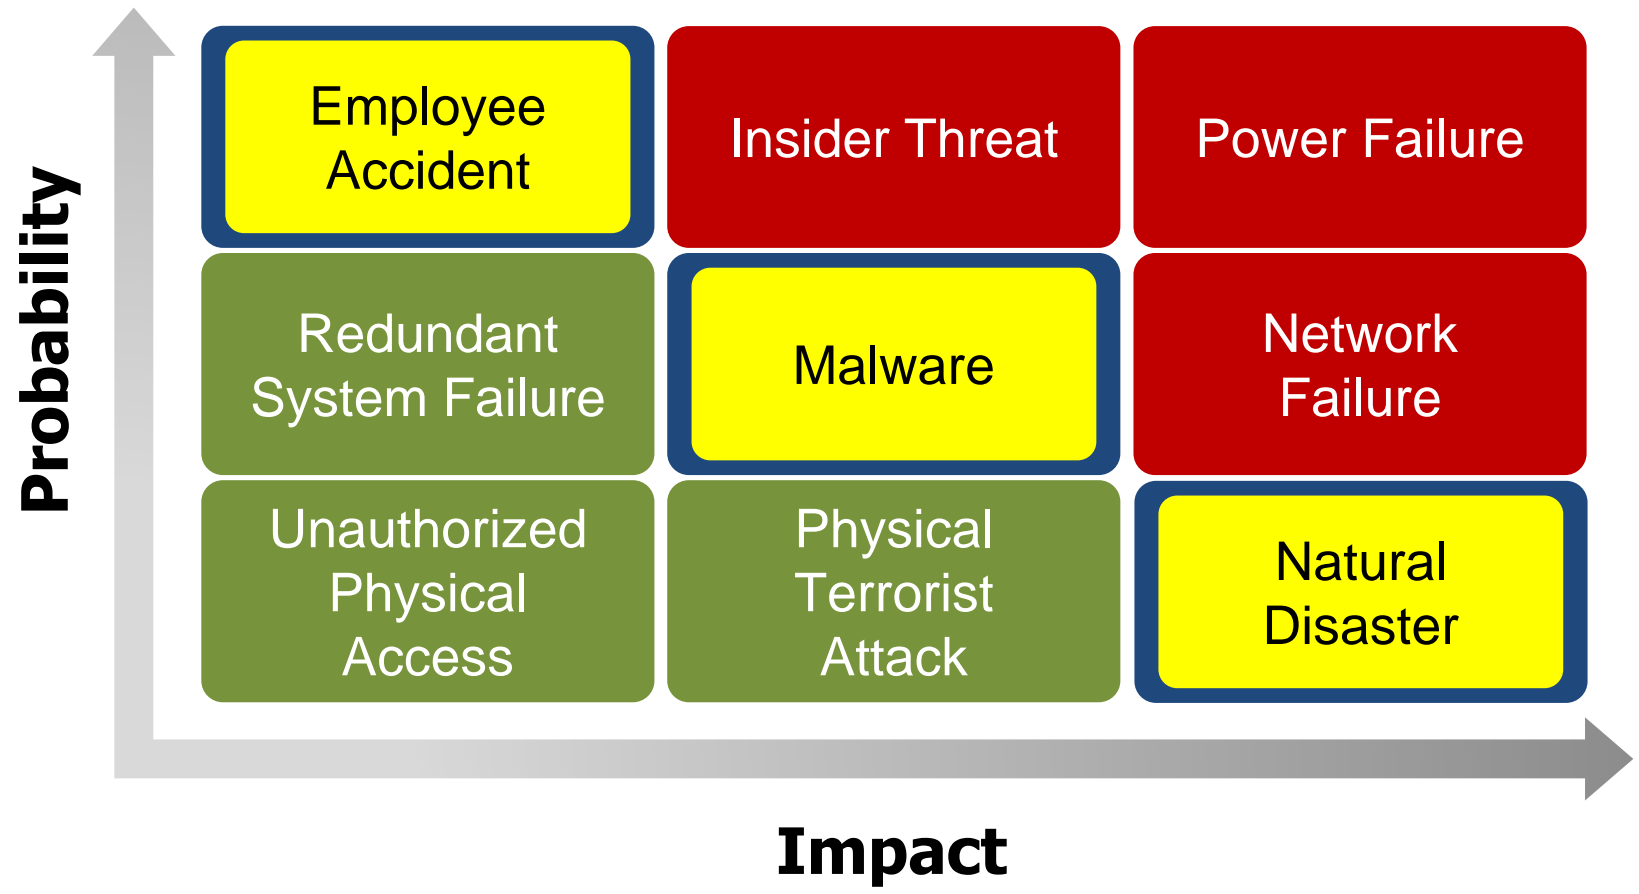 Probability
Employee
Accident
Insider Threat
Power Failure
Redundant
System Failure
Malware
Network
Failure
Unauthorized
Physical
Access
Physical
Terrorist
Attack
Natural
Disaster
Impact